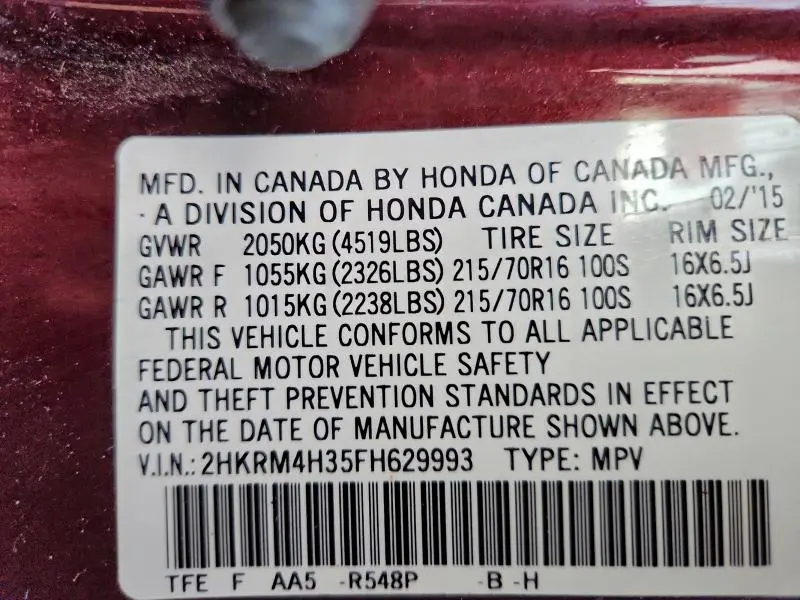 MFD. IN CANADA BY HONDA OF CANADA MFG.,
- A DIVISION OF HONDA CANADA INC. 02/'15
GVWR 2050KG (4519LBS) TIRE SIZE RIM SIZE
GAWR F 1055KG (2326LBS) 215/70R16 100S 16X6.5J
GAWR R 1015KG (2238LBS) 215/70R16 100S 16X6.5J
THIS VEHICLE CONFORMS TO ALL APPLICABLE
FEDERAL MOTOR VEHICLE SAFETY
AND THEFT PREVENTION STANDARDS IN EFFECT
ON THE DATE OF MANUFACTURE SHOWN ABOVE.
V.I.N.: 2HKRM4H35FH629993 TYPE: MPV
TFE F AA5 -R548P -B -H